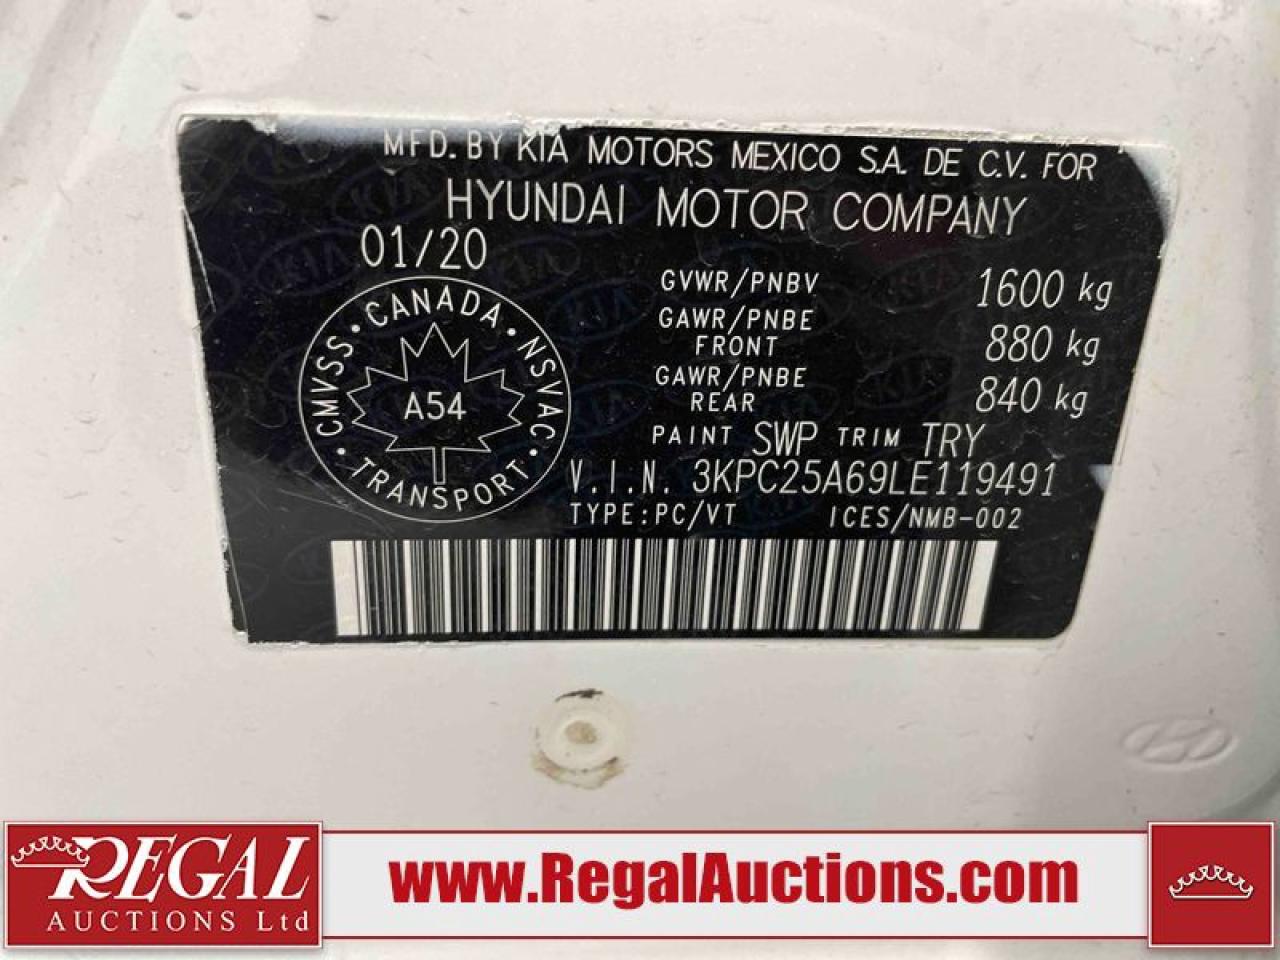 MFD. BY KIA MOTORS MEXICO S.A. DE C.V. FOR
HYUNDAI MOTOR COMPANY
01/20
CMVSS · CANADA · NSVAC · TRANSPORT ·
A54
GVWR/PNBV 1600 kg
GAWR/PNBE FRONT 880 kg
GAWR/PNBE REAR 840 kg
PAINT SWP TRIM TRY
V.I.N. 3KPC25A69LE119491
TYPE:PC/VT ICES/NMB-002
REGAL
AUCTIONS Ltd
www.RegalAuctions.com